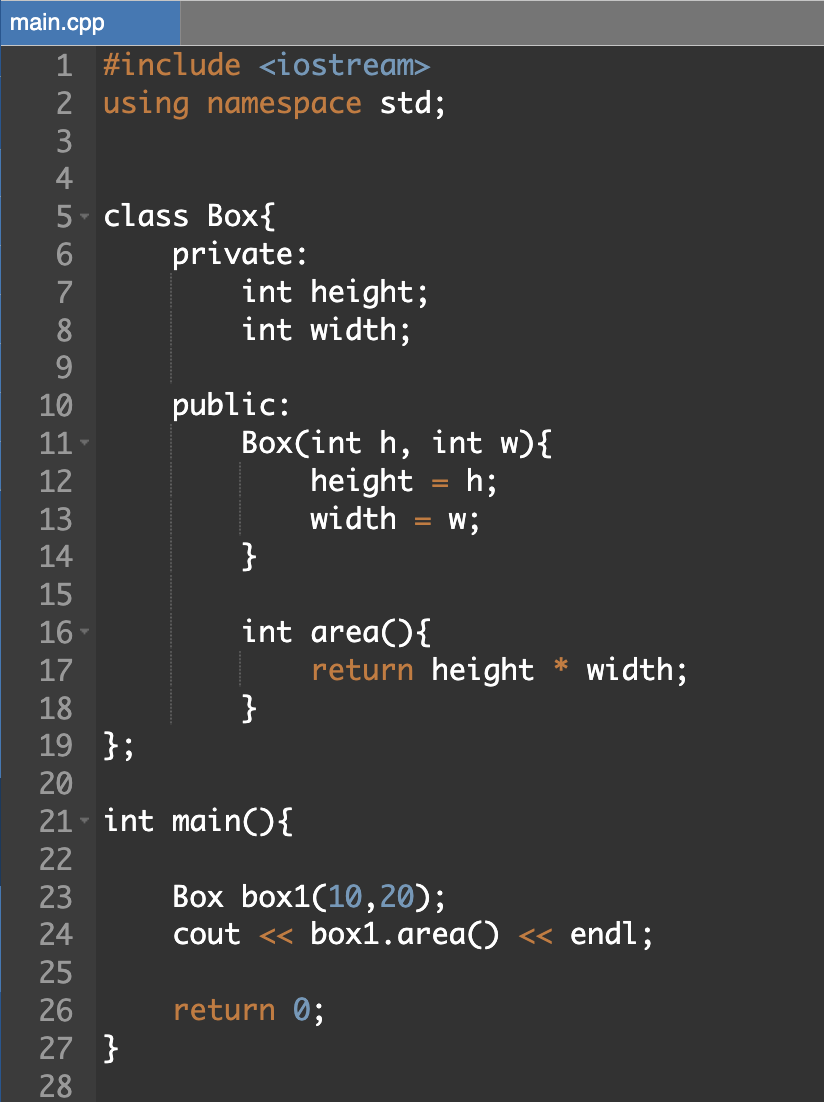 main.cpp
1 #include <iostream>
2 using namespace std;
3
4
5 class Box{
6     private:
7         int height;
8         int width;
9
10     public:
11         Box(int h, int w){
12             height = h;
13             width = w;
14         }
15
16         int area(){
17             return height * width;
18         }
19 };
20
21 int main(){
22
23     Box box1(10,20);
24     cout << box1.area() << endl;
25
26     return 0;
27 }
28